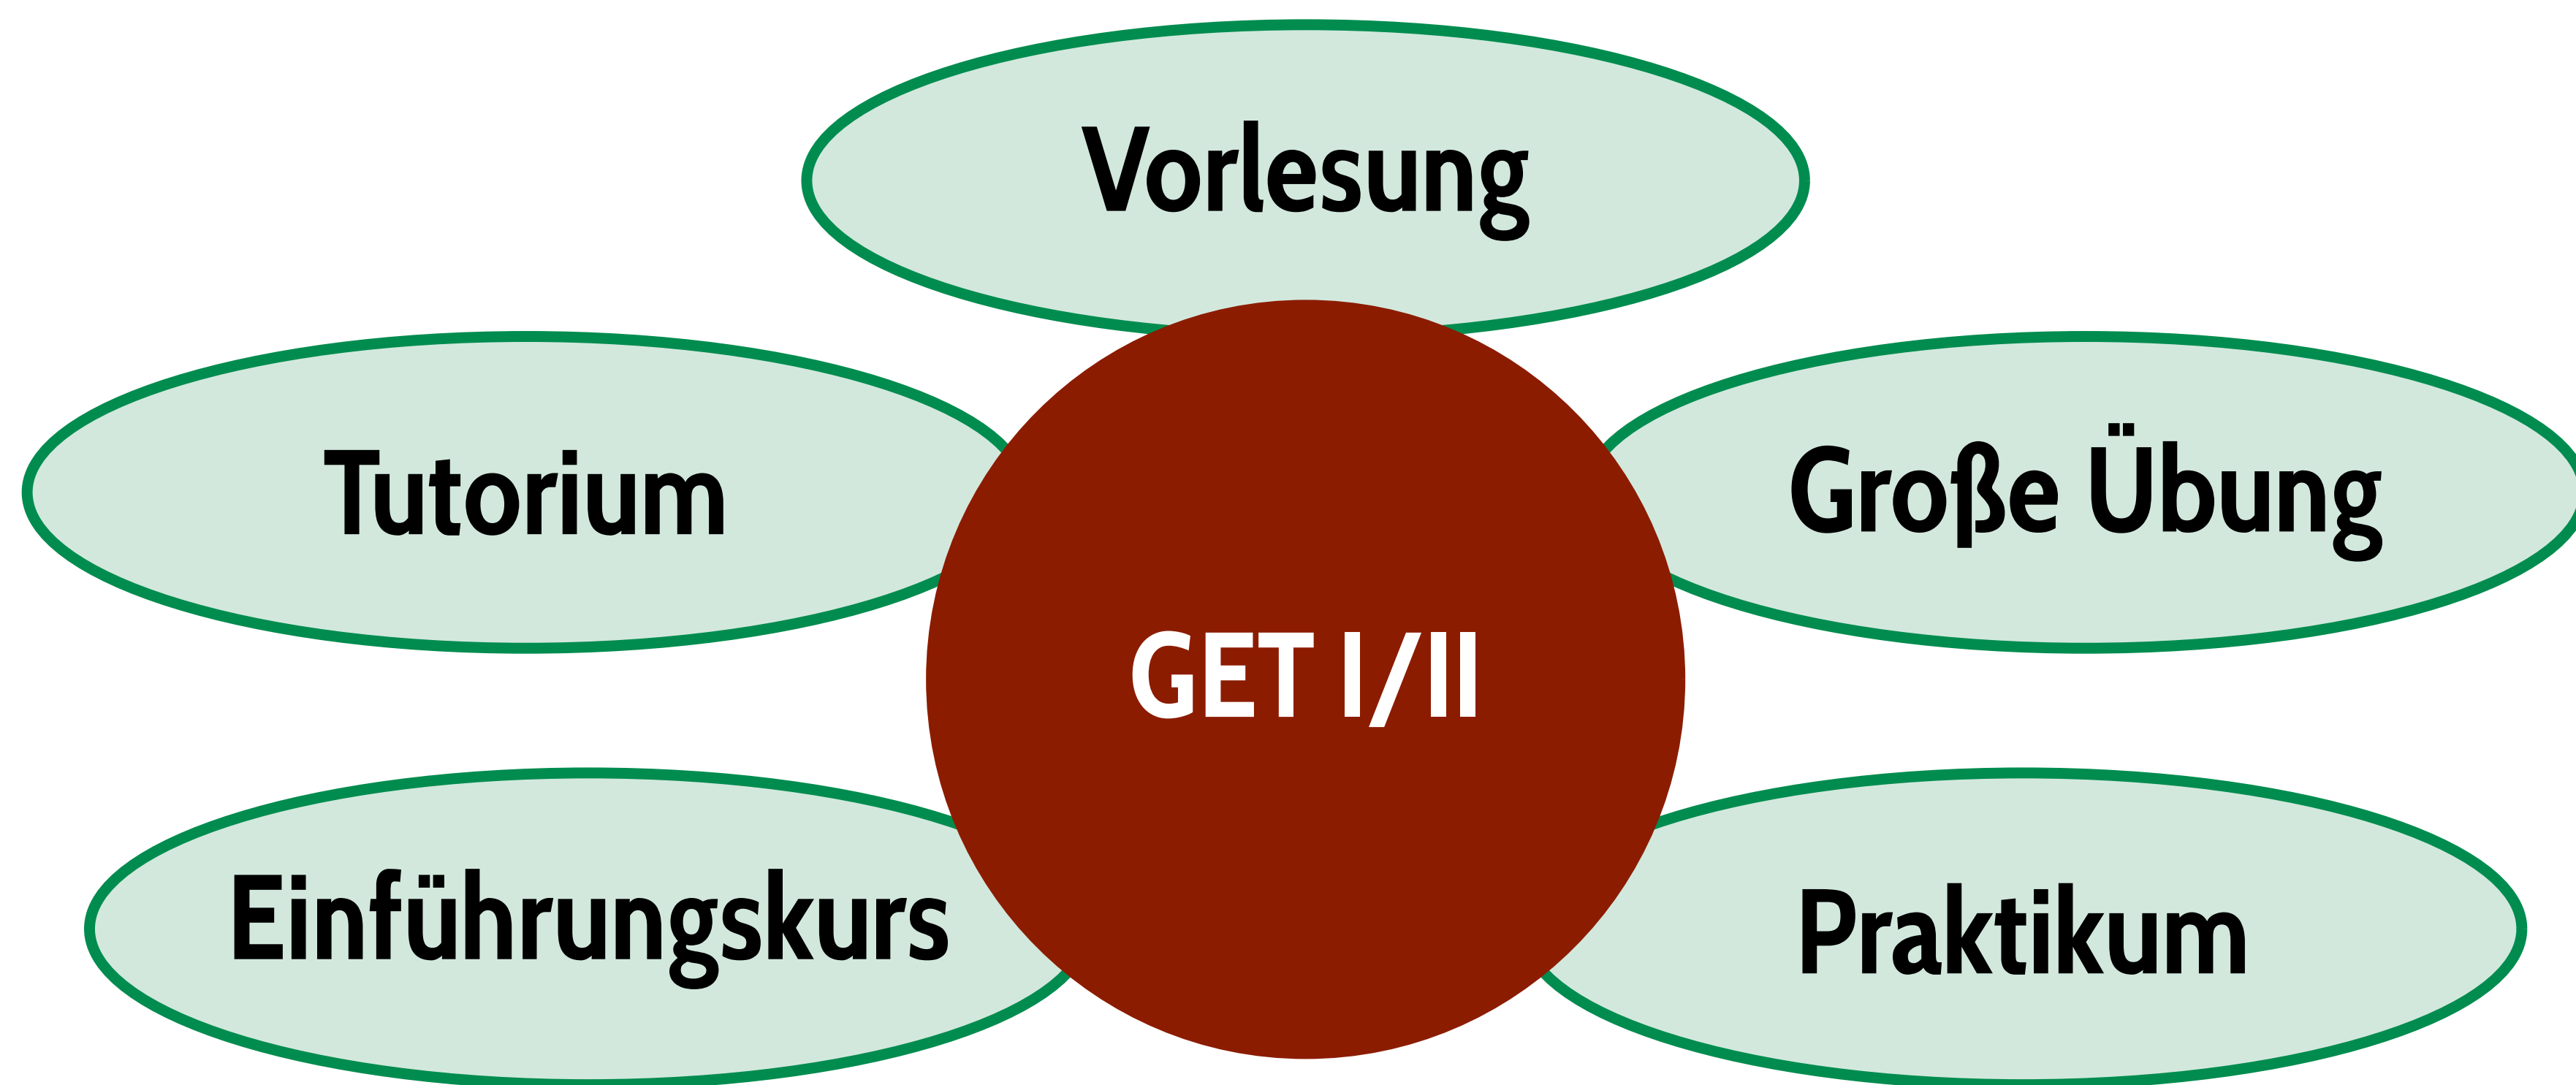 Vorlesung
Tutorium
Große Übung
GET I/II
Einführungskurs
Praktikum